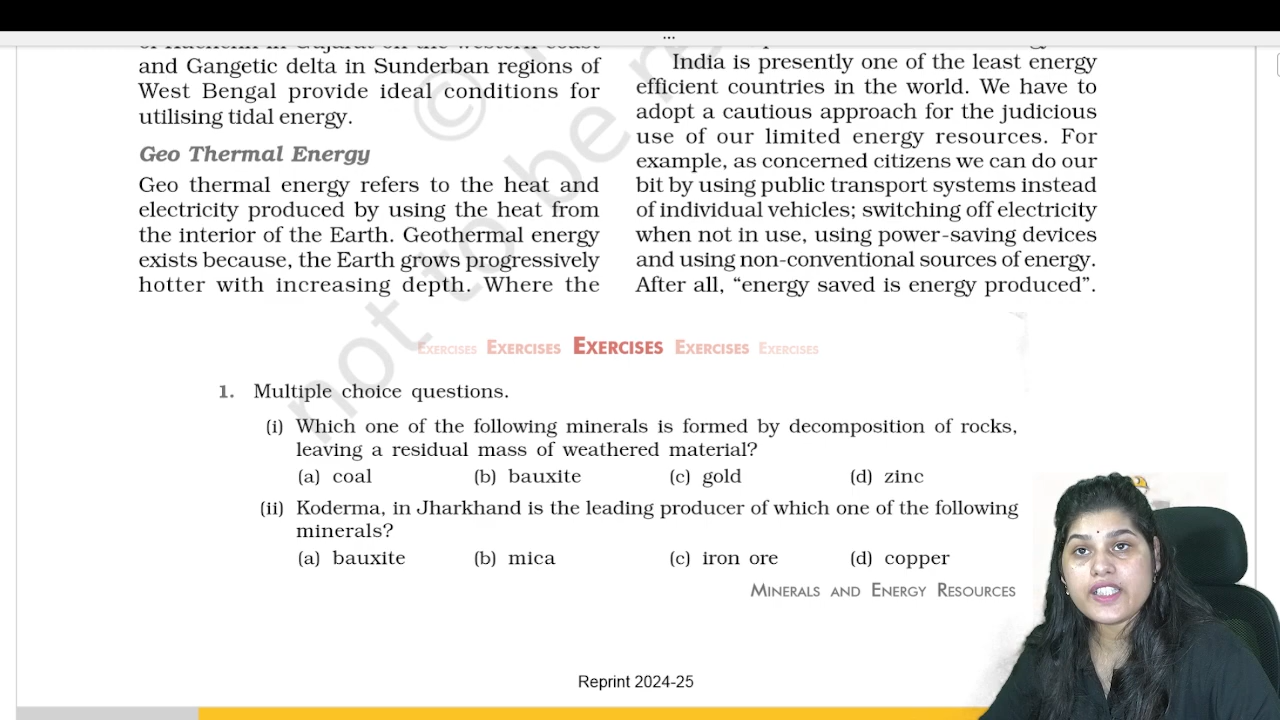 ...
and Gangetic delta in Sunderban regions of
West Bengal provide ideal conditions for
utilising tidal energy.
Geo Thermal Energy
Geo thermal energy refers to the heat and
electricity produced by using the heat from
the interior of the Earth. Geothermal energy
exists because, the Earth grows progressively
hotter with increasing depth. Where the
India is presently one of the least energy
efficient countries in the world. We have to
adopt a cautious approach for the judicious
use of our limited energy resources. For
example, as concerned citizens we can do our
bit by using public transport systems instead
of individual vehicles; switching off electricity
when not in use, using power-saving devices
and using non-conventional sources of energy.
After all, “energy saved is energy produced”.
©
not to be r
EXERCISES EXERCISES EXERCISES EXERCISES EXERCISES
1. Multiple choice questions.
(i) Which one of the following minerals is formed by decomposition of rocks,
leaving a residual mass of weathered material?
(a) coal (b) bauxite (c) gold (d) zinc
(ii) Koderma, in Jharkhand is the leading producer of which one of the following
minerals?
(a) bauxite (b) mica (c) iron ore (d) copper
MINERALS AND ENERGY RESOURCES
Reprint 2024-25